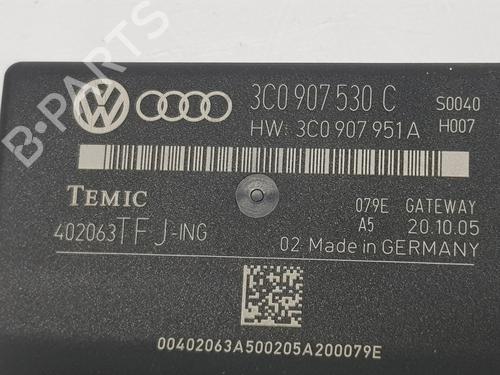 3C0 907 530 C S0040
HW: 3C0 907 951 A H007
TEMIC 079E GATEWAY
402063TFJ-ING A5 20.10.05
02 Made in GERMANY
00402063A500205A200079E